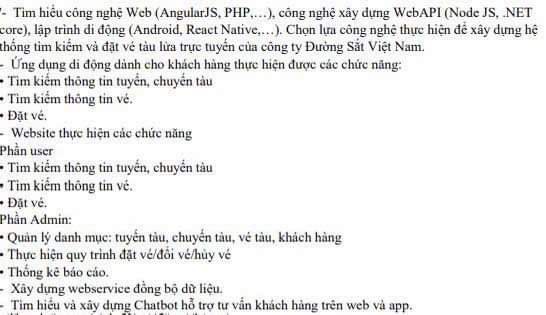 - Tìm hiểu công nghệ Web (AngularJS, PHP,…), công nghệ xây dựng WebAPI (Node JS, .NET
core), lập trình di động (Android, React Native,…). Chọn lựa công nghệ thực hiện để xây dựng hệ
thống tìm kiếm và đặt vé tàu lửa trực tuyến của công ty Đường Sắt Việt Nam.
- Ứng dụng di động dành cho khách hàng thực hiện được các chức năng:
• Tìm kiếm thông tin tuyến, chuyến tàu
• Tìm kiếm thông tin vé.
• Đặt vé.
- Website thực hiện các chức năng
Phần user
• Tìm kiếm thông tin tuyến, chuyến tàu
• Tìm kiếm thông tin vé.
• Đặt vé.
Phần Admin:
• Quản lý danh mục: tuyến tàu, chuyến tàu, vé tàu, khách hàng
• Thực hiện quy trình đặt vé/đổi vé/hủy vé
• Thống kê báo cáo.
- Xây dựng webservice đồng bộ dữ liệu.
- Tìm hiểu và xây dựng Chatbot hỗ trợ tư vấn khách hàng trên web và app.